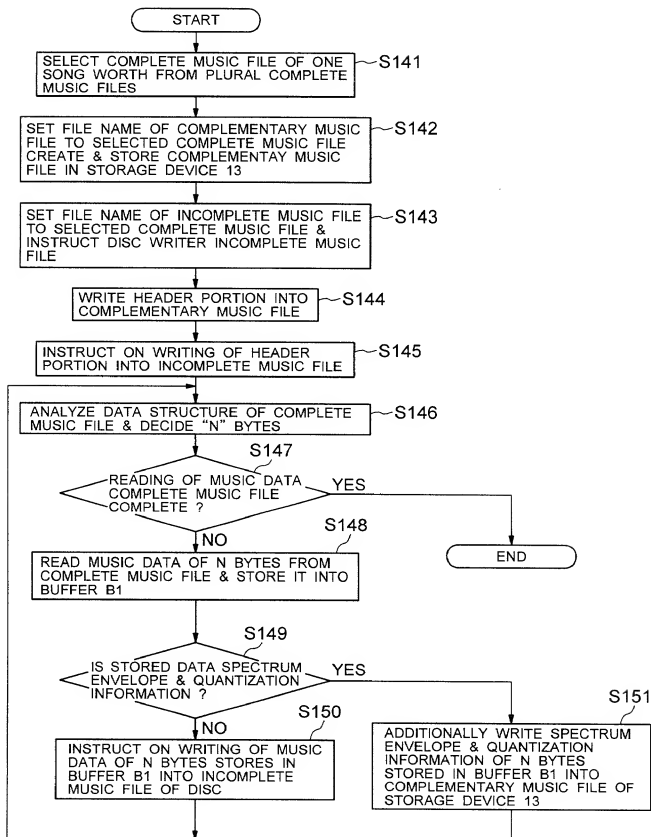 START
SELECT COMPLETE MUSIC FILE OF ONE
SONG WORTH FROM PLURAL COMPLETE
MUSIC FILES
S141
SET FILE NAME OF COMPLEMENTARY MUSIC
FILE TO SELECTED COMPLETE MUSIC FILE
CREATE & STORE COMPLEMENTAY MUSIC
FILE IN STORAGE DEVICE 13
S142
SET FILE NAME OF INCOMPLETE MUSIC FILE
TO SELECTED COMPLETE MUSIC FILE &
INSTRUCT DISC WRITER INCOMPLETE MUSIC
FILE
S143
WRITE HEADER PORTION INTO
COMPLEMENTARY MUSIC FILE
S144
INSTRUCT ON WRITING OF HEADER
PORTION INTO INCOMPLETE MUSIC FILE
S145
ANALYZE DATA STRUCTURE OF COMPLETE
MUSIC FILE & DECIDE "N" BYTES
S146
S147
READING OF MUSIC DATA
COMPLETE MUSIC FILE
COMPLETE ?
YES
NO
END
S148
READ MUSIC DATA OF N BYTES FROM
COMPLETE MUSIC FILE & STORE IT INTO
BUFFER B1
S149
IS STORED DATA SPECTRUM
ENVELOPE & QUANTIZATION
INFORMATION ?
YES
NO
S150
INSTRUCT ON WRITING OF MUSIC
DATA OF N BYTES STORES IN
BUFFER B1 INTO INCOMPLETE
MUSIC FILE OF DISC
S151
ADDITIONALLY WRITE SPECTRUM
ENVELOPE & QUANTIZATION
INFORMATION OF N BYTES
STORED IN BUFFER B1 INTO
COMPLEMENTARY MUSIC FILE OF
STORAGE DEVICE 13